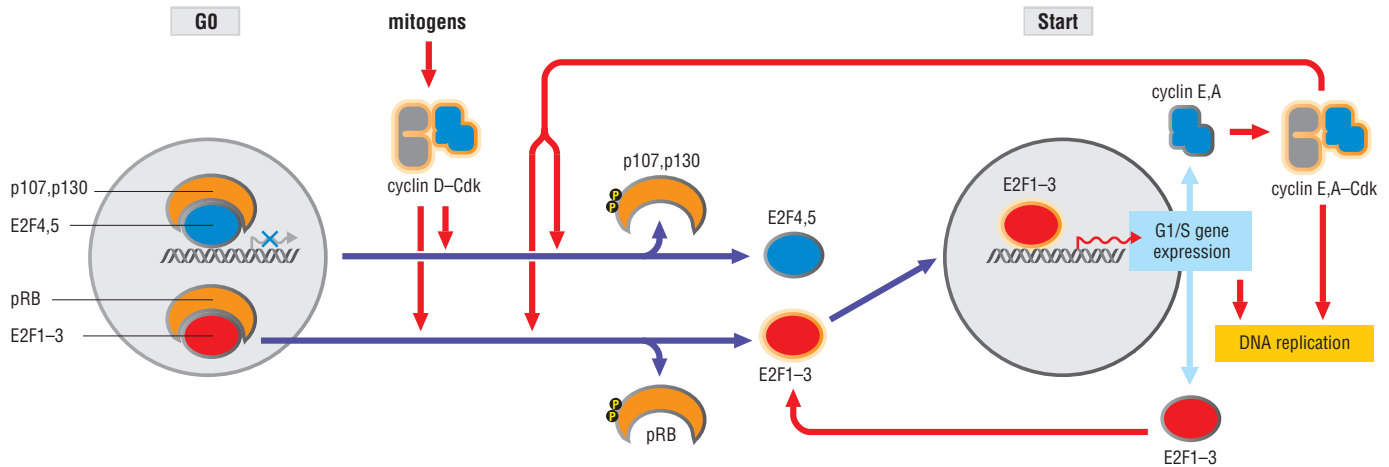 G0
mitogens
Start
cyclin E,A
p107,p130
E2F4,5
pRB
E2F1–3
cyclin D–Cdk
P
P
p107,p130
E2F4,5
E2F1–3
P
P
pRB
E2F1–3
G1/S gene
expression
cyclin E,A–Cdk
DNA replication
E2F1–3